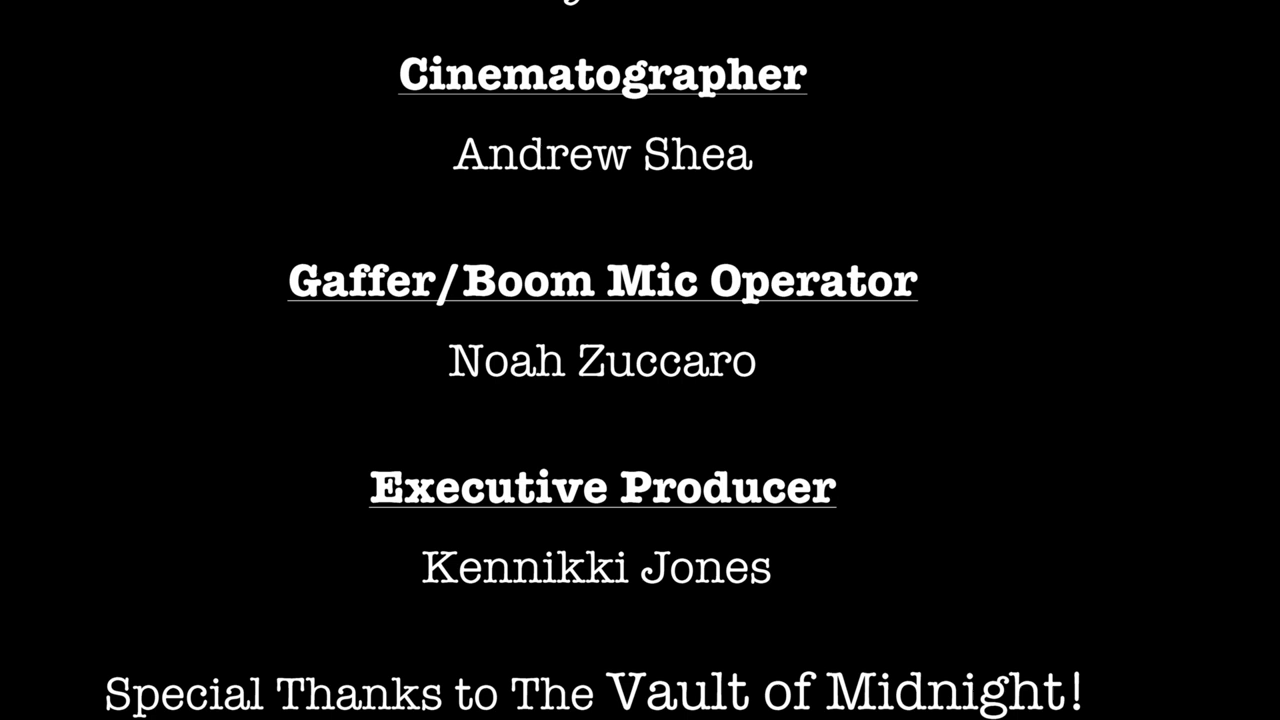 Cinematographer
Andrew Shea
Gaffer/Boom Mic Operator
Noah Zuccaro
Executive Producer
Kennikki Jones
Special Thanks to The Vault of Midnight!